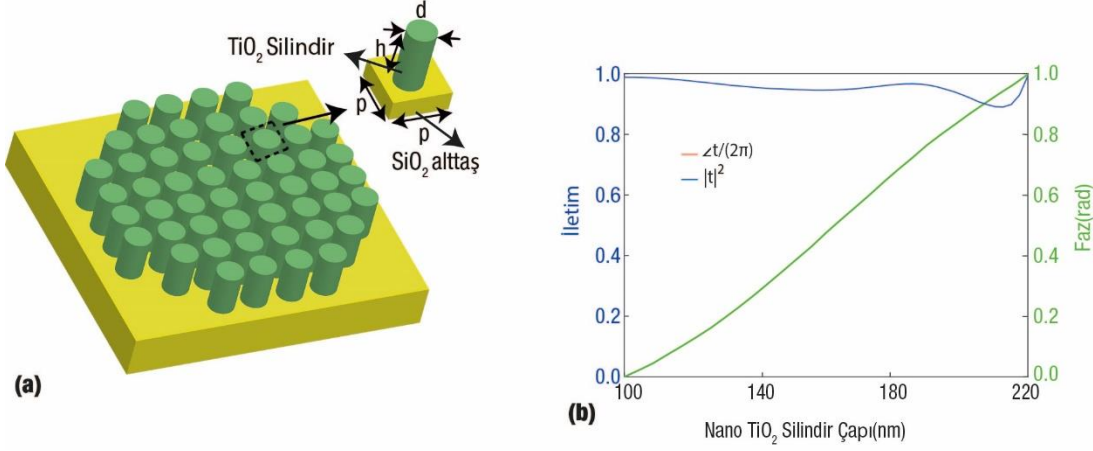 d
h
TiO₂ Silindir
p
p
SiO₂ alttaş
(a)
1.0
0.8
0.6
0.4
0.2
0.0
İletim
∠t/(2π)
|t|²
1.0
0.8
0.6
0.4
0.2
0.0
Faz(rad)
100
140
180
220
Nano TiO₂ Silindir Çapı(nm)
(b)